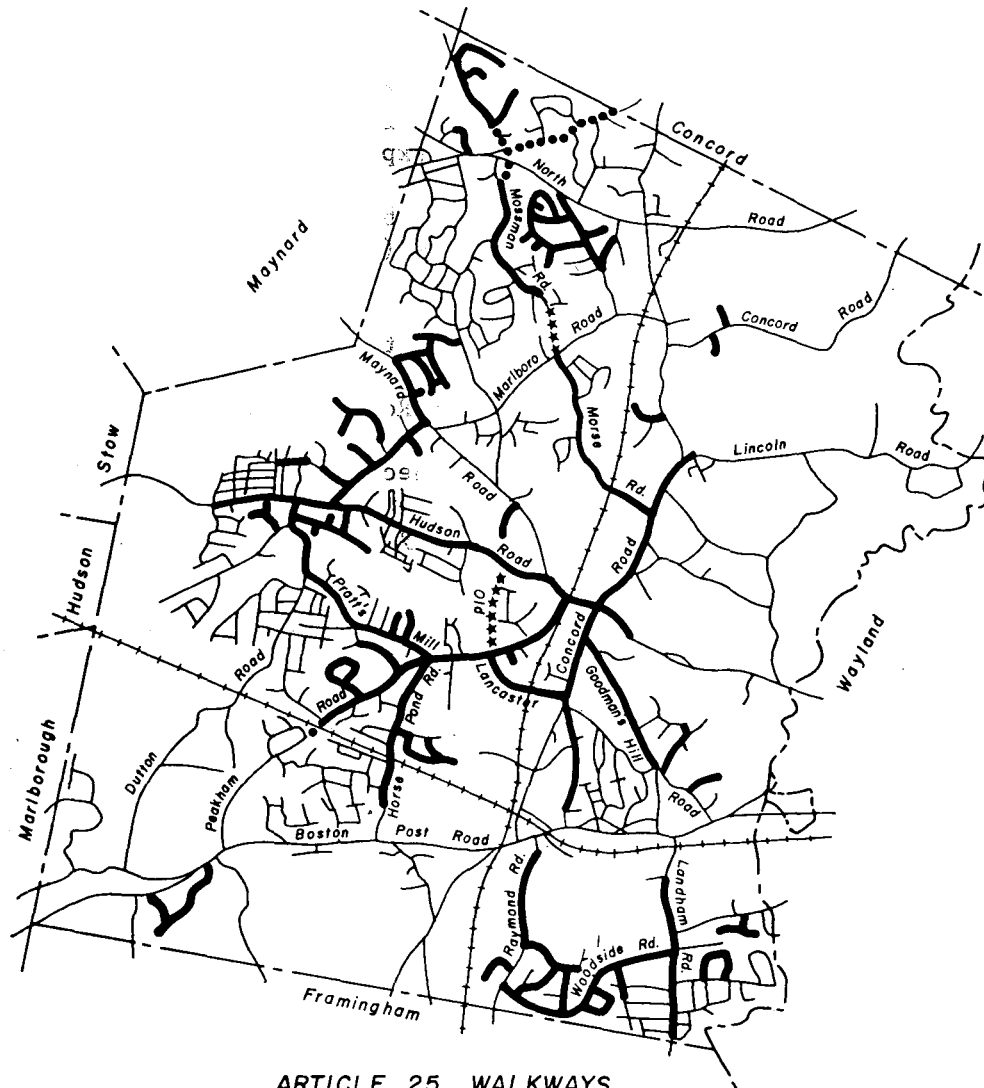 Concord
North
Road
Mossman
Rd.
Maynard
Concord
Road
Road
Marlboro
Maynard
Morse
Rd.
Lincoln
Road
Stow
Road
Hudson
Road
Road
Hudson
Old
Pratt's
Mill
Concord
Lancaster
Goodmans
Hill
Road
Wayland
Road
Road
Pond Rd.
Horse
Marlborough
Dutton
Peakham
Boston Post Road
Raymond Rd.
Landham
Rd.
Woodside Rd.
Framingham
ARTICLE 25 WALKWAYS